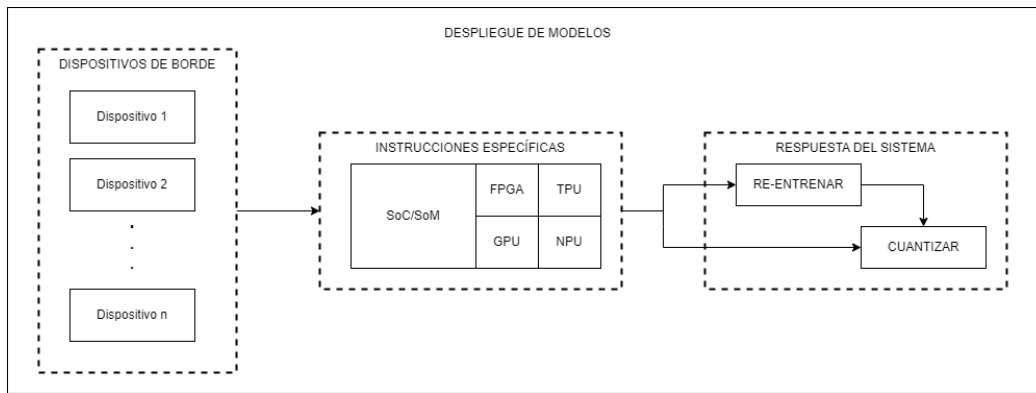 DESPLIEGUE DE MODELOS
DISPOSITIVOS DE BORDE
Dispositivo 1
Dispositivo 2
.
.
.
Dispositivo n
INSTRUCCIONES ESPECÍFICAS
SoC/SoM
FPGA
TPU
GPU
NPU
RESPUESTA DEL SISTEMA
RE-ENTRENAR
CUANTIZAR